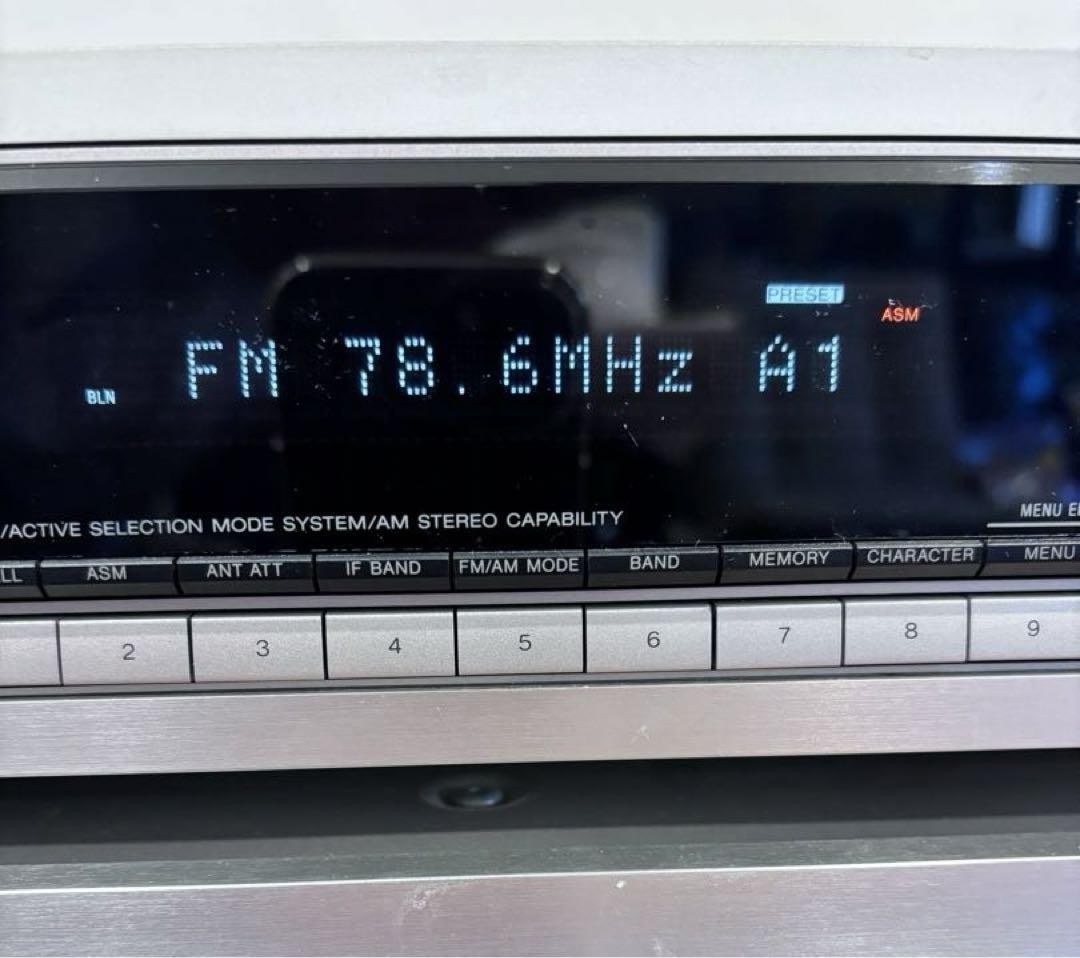 PRESET
ASM
BLN FM 78.6MHz A1
MENU
/ACTIVE SELECTION MODE SYSTEM/AM STEREO CAPABILITY
LL ASM ANT ATT IF BAND FM/AM MODE BAND MEMORY CHARACTER MENU
2 3 4 5 6 7 8 9